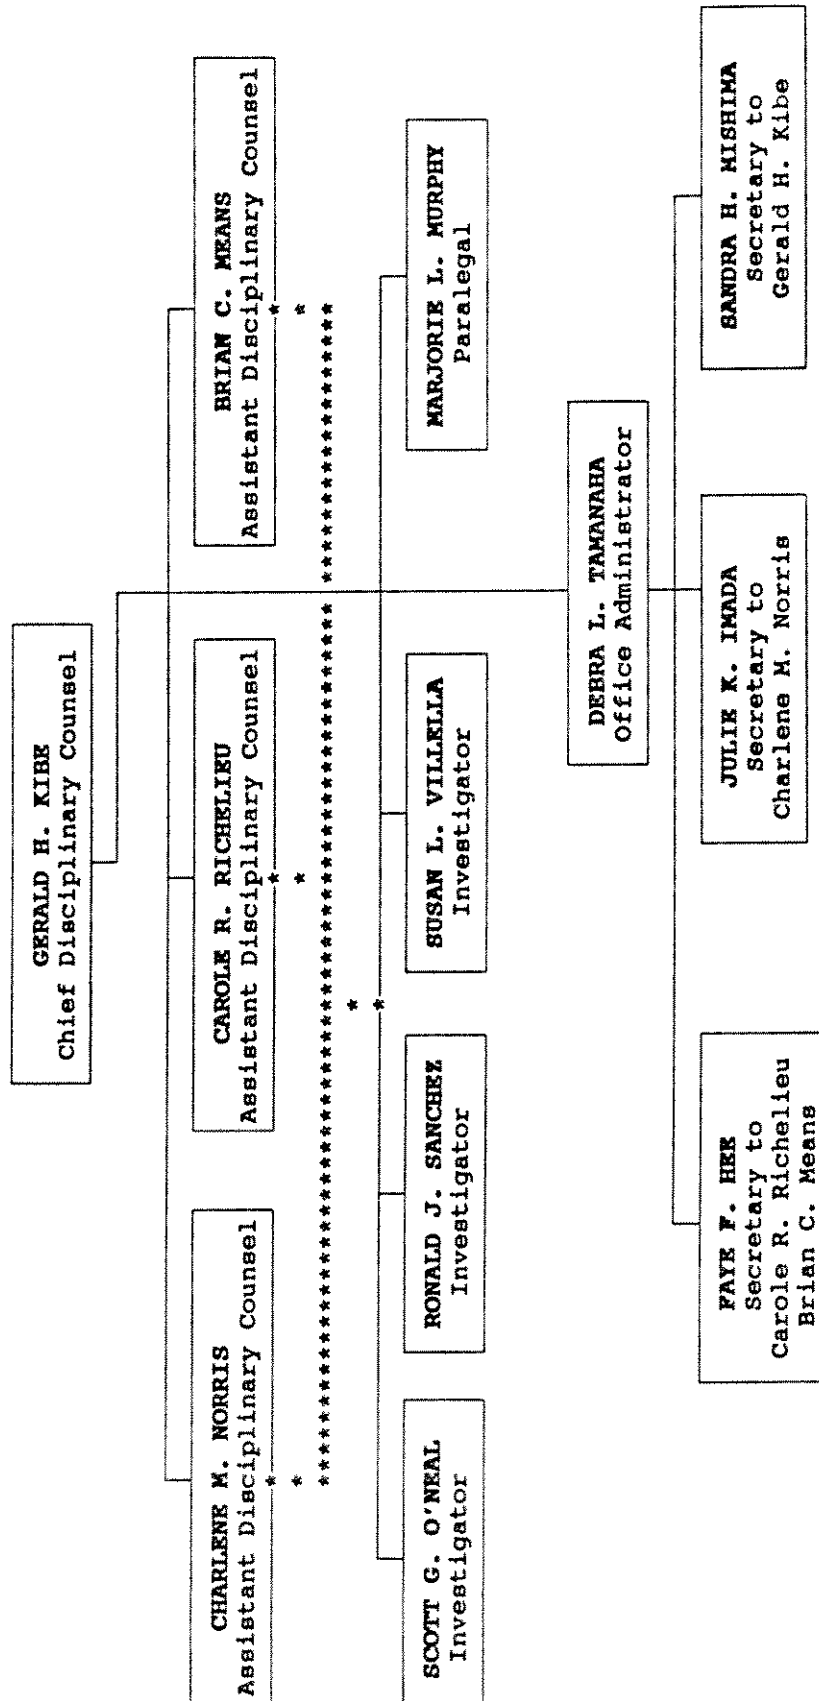 GERALD H. KIBE
Chief Disciplinary Counsel
CHARLENE M. NORRIS
Assistant Disciplinary Counsel
CAROLE R. RICHELIEU
Assistant Disciplinary Counsel
BRIAN C. MEANS
Assistant Disciplinary Counsel
SCOTT G. O'NEAL
Investigator
RONALD J. SANCHEZ
Investigator
SUSAN L. VILLELLA
Investigator
MARJORIE L. MURPHY
Paralegal
DEBRA L. TAMANAHA
Office Administrator
FAYE F. HEE
Secretary to
Carole R. Richelieu
Brian C. Means
JULIE K. IMADA
Secretary to
Charlene M. Norris
SANDRA H. MISHIMA
Secretary to
Gerald H. Kibe